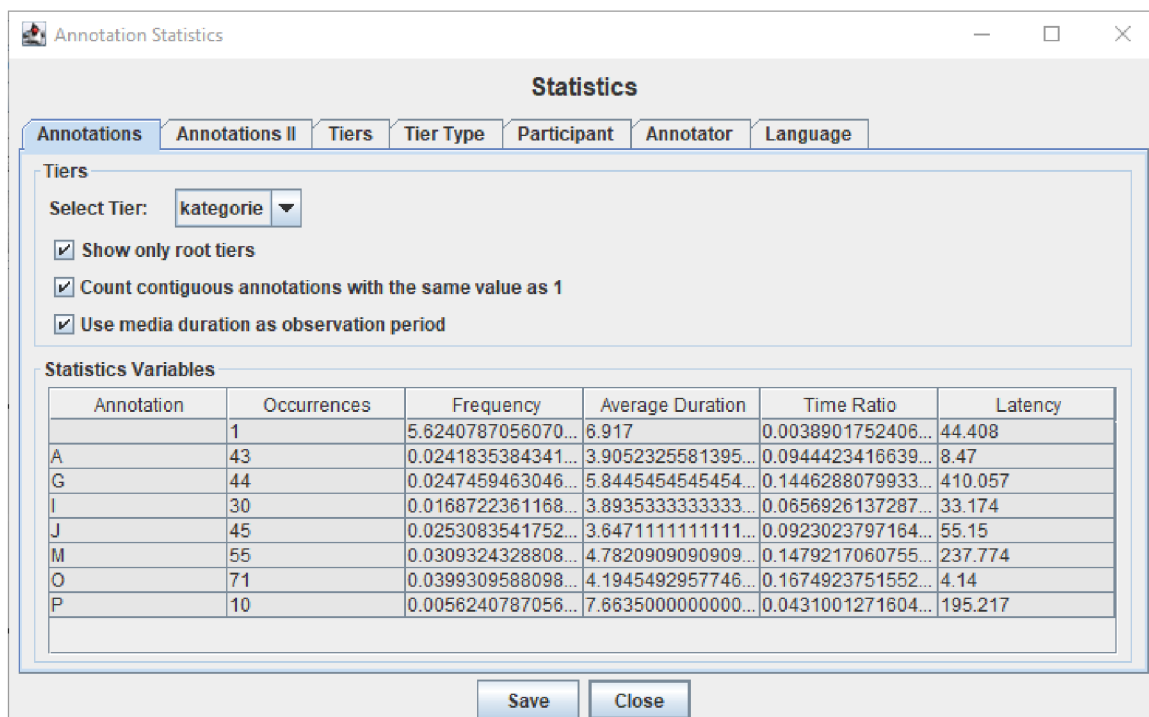 Annotation Statistics
Statistics
Annotations Annotations II Tiers Tier Type Participant Annotator Language
Tiers
Select Tier: kategorie
Show only root tiers
Count contiguous annotations with the same value as 1
Use media duration as observation period
Statistics Variables
Annotation Occurrences Frequency Average Duration Time Ratio Latency
1 5.6240787056070... 6.917 0.0038901752406... 44.408
A 43 0.0241835384341... 3.9052325581395... 0.0944423416639... 8.47
G 44 0.0247459463046... 5.8445454545454... 0.1446288079933... 410.057
I 30 0.0168722361168... 3.8935333333333... 0.0656926137287... 33.174
J 45 0.0253083541752... 3.6471111111111... 0.0923023797164... 55.15
M 55 0.0309324328808... 4.7820909090909... 0.1479217060755... 237.774
O 71 0.0399309588098... 4.1945492957746... 0.1674923751552... 4.14
P 10 0.0056240787056... 7.6635000000000... 0.0431001271604... 195.217
Save Close